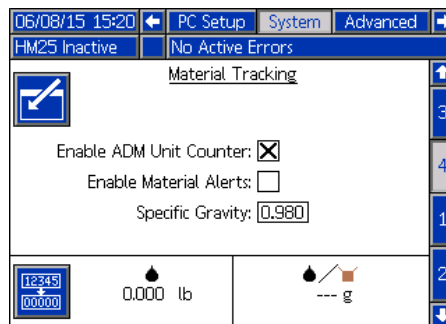 06/08/15 15:20 PC Setup System Advanced
HM25 Inactive No Active Errors
Material Tracking
Enable ADM Unit Counter:
Enable Material Alerts:
Specific Gravity: 0.980
12345
00000
0.000 lb
--- g
3
4
1
2